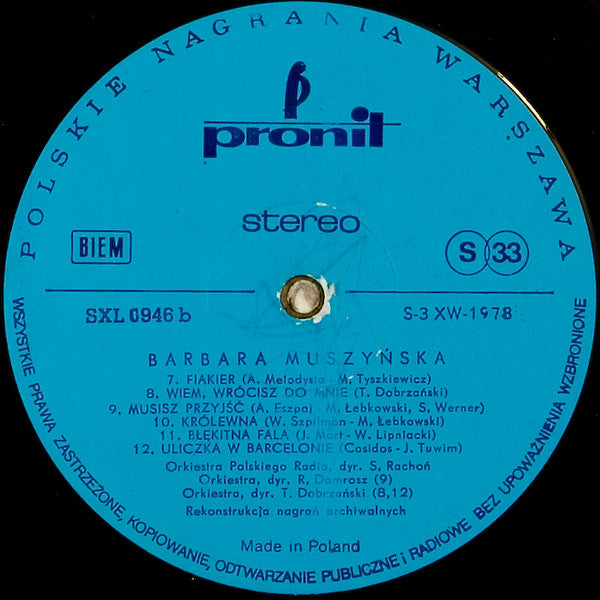 POLSKIE NAGRANIA WARSZAWA
pronit
stereo
BIEM
S 33
SXL 0946 b
S-3 XW-1978
BARBARA MUSZYŃSKA
7. FIAKIER (A. Melodysta - M. Tyszkiewicz)
8. WIEM, WRÓCISZ DO MNIE (T. Dobrzański)
9. MUSISZ PRZYJŚĆ (A. Eszpaj - M. Łebkowski, S. Werner)
10. KRÓLEWNA (W. Szpilman - M. Łebkowski)
11. BŁĘKITNA FALA (J. Mart - W. Lipniacki)
12. ULICZKA W BARCELONIE (Cosidos - J. Tuwim)
Orkiestra Polskiego Radia, dyr. S. Rachoń
Orkiestra, dyr. R. Damrosz (9)
Orkiestra, dyr. T. Dobrzański (8,12)
Rekonstrukcja nagrań archiwalnych
Made in Poland
WSZYSTKIE PRAWA ZASTRZEŻONE, KOPIOWANIE, ODTWARZANIE PUBLICZNE i RADIOWE BEZ UPOWAŻNIENIA WZBRONIONE